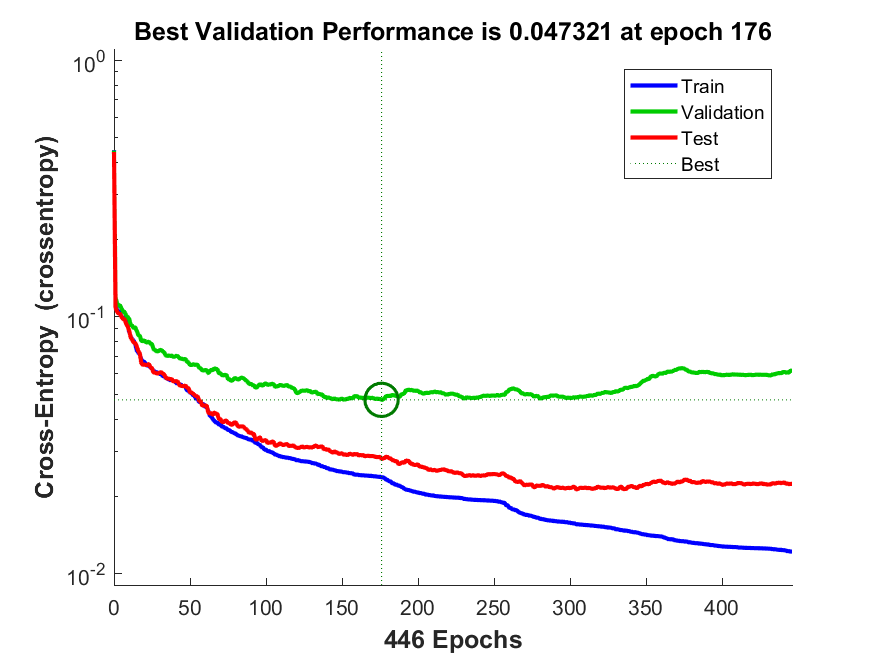 Best Validation Performance is 0.047321 at epoch 176
Cross-Entropy (crossentropy)
10^0
10^-1
10^-2
Train
Validation
Test
Best
0 50 100 150 200 250 300 350 400
446 Epochs